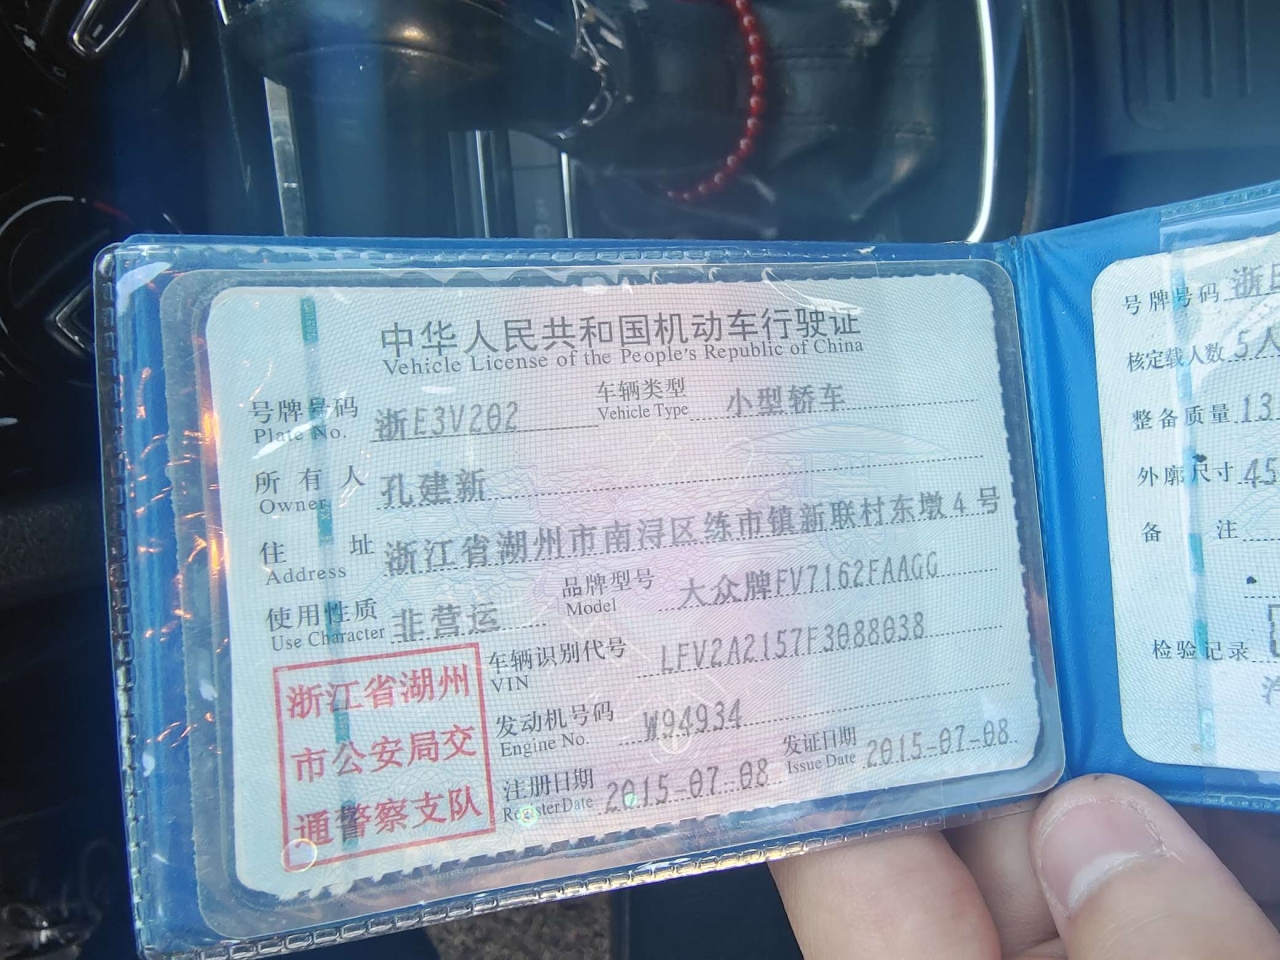 中华人民共和国机动车行驶证
Vehicle License of the People's Republic of China
号牌号码 浙E3V202 车辆类型 小型轿车
Plate No. Vehicle Type
所有人 孔建新
Owner
住址 浙江省湖州市南浔区练市镇新联村东墩4号
Address
使用性质 非营运 品牌型号 大众牌FV7162FAAGG
Use Character Model
车辆识别代号 LFV2A2157F3088038
VIN
发动机号码 W94934
Engine No.
注册日期 2015-07-08 发证日期 2015-07-08
Register Date Issue Date
浙江省湖州
市公安局交
通警察支队
号牌号码 浙
核定载人数 5人
整备质量 13
外廓尺寸 45
备注
检验记录